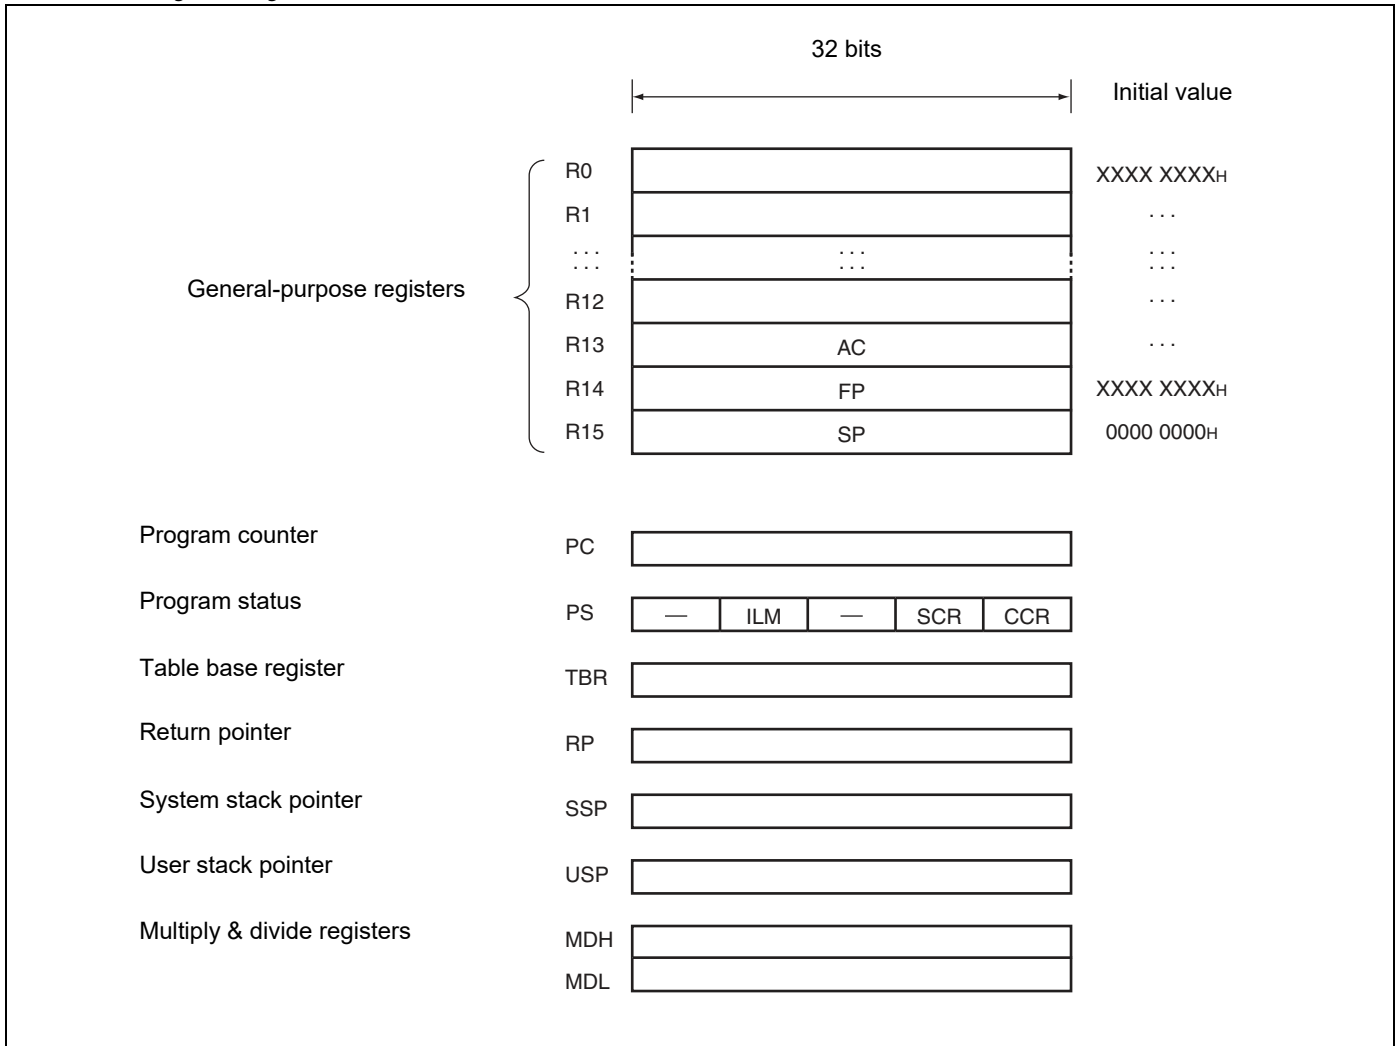 32 bits
Initial value
R0 XXXX XXXXH
R1 . . .
. . . . . . . . .
. . . . . . . . .
General-purpose registers
R12 . . .
R13 AC . . .
R14 FP XXXX XXXXH
R15 SP 0000 0000H
Program counter PC
Program status PS — ILM — SCR CCR
Table base register TBR
Return pointer RP
System stack pointer SSP
User stack pointer USP
Multiply & divide registers MDH
MDL